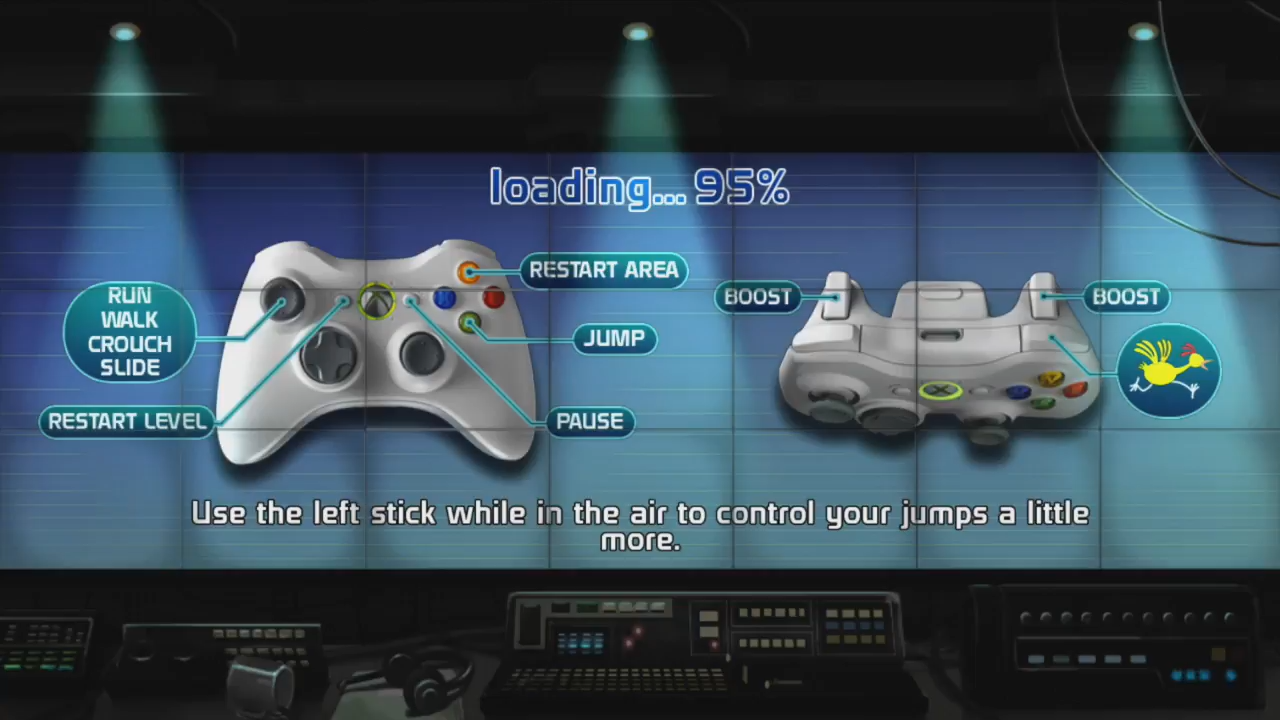 loading... 95%
RESTART AREA
RUN
WALK
CROUCH
SLIDE
JUMP
RESTART LEVEL
PAUSE
BOOST
BOOST
Use the left stick while in the air to control your jumps a little
more.